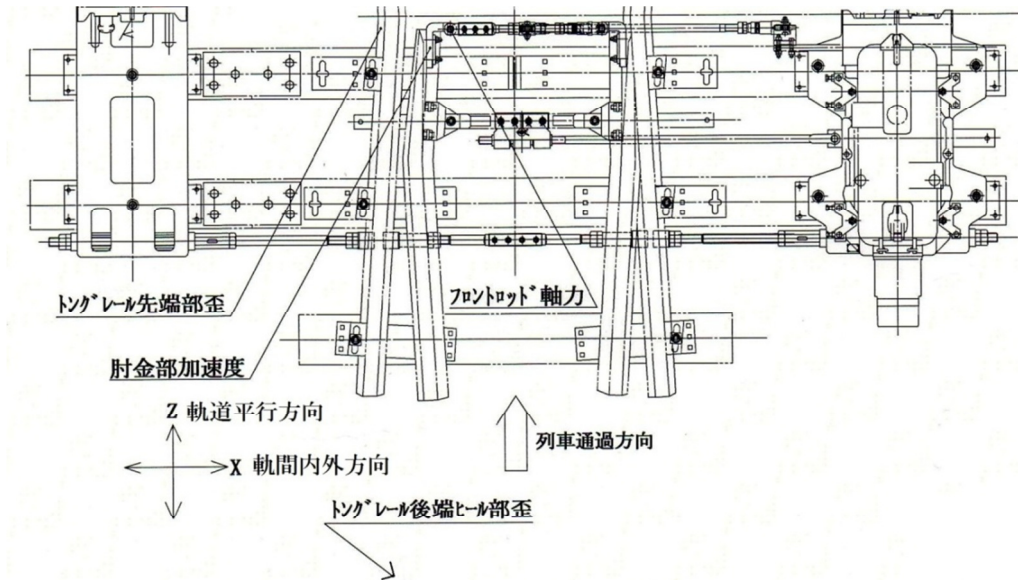 トングレール先端部歪
フロントロッド軸力
肘金部加速度
Z 軌道平行方向
X 軌間内外方向
列車通過方向
トングレール後端ヒール部歪